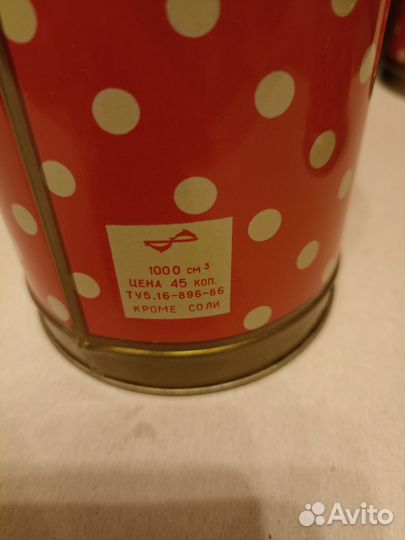 1000 см³
ЦЕНА 45 КОП.
ТУ5.16-896-86
КРОМЕ СОЛИ
Avito